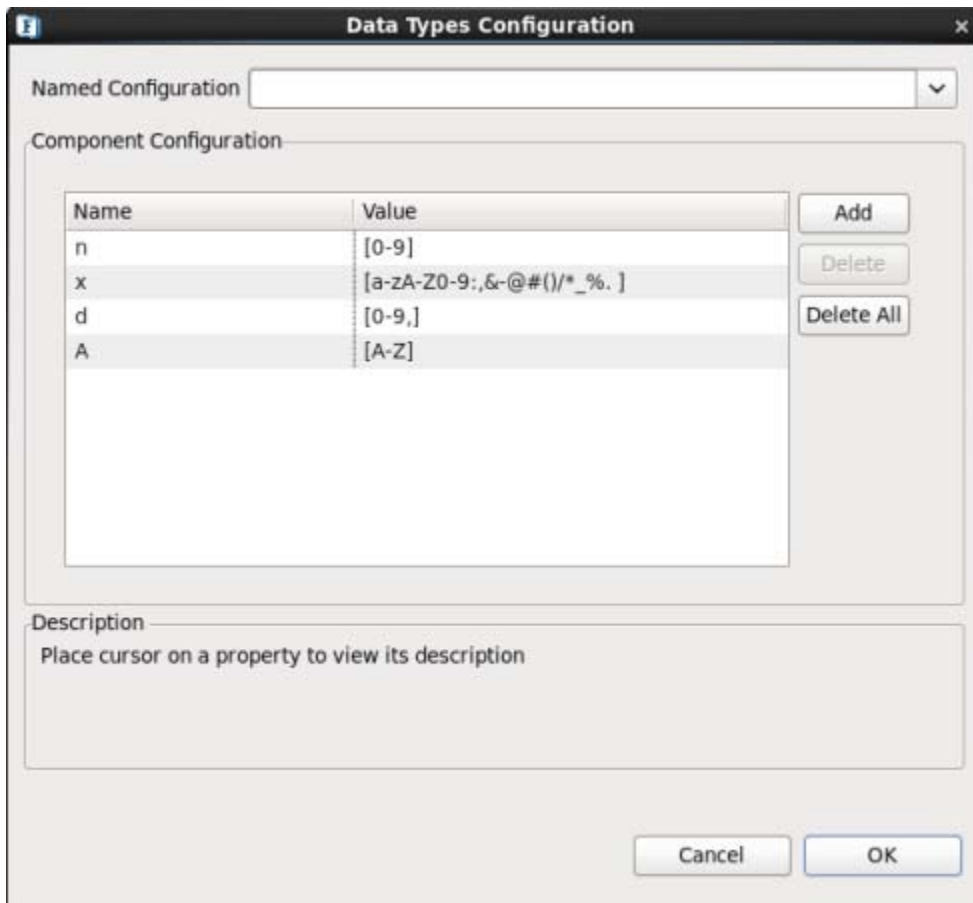 Data Types Configuration
Named Configuration
Component Configuration
Name Value
n [0-9]
x [a-zA-Z0-9:,&-@#()/*_%. ]
d [0-9,]
A [A-Z]
Add
Delete
Delete All
Description
Place cursor on a property to view its description
Cancel OK